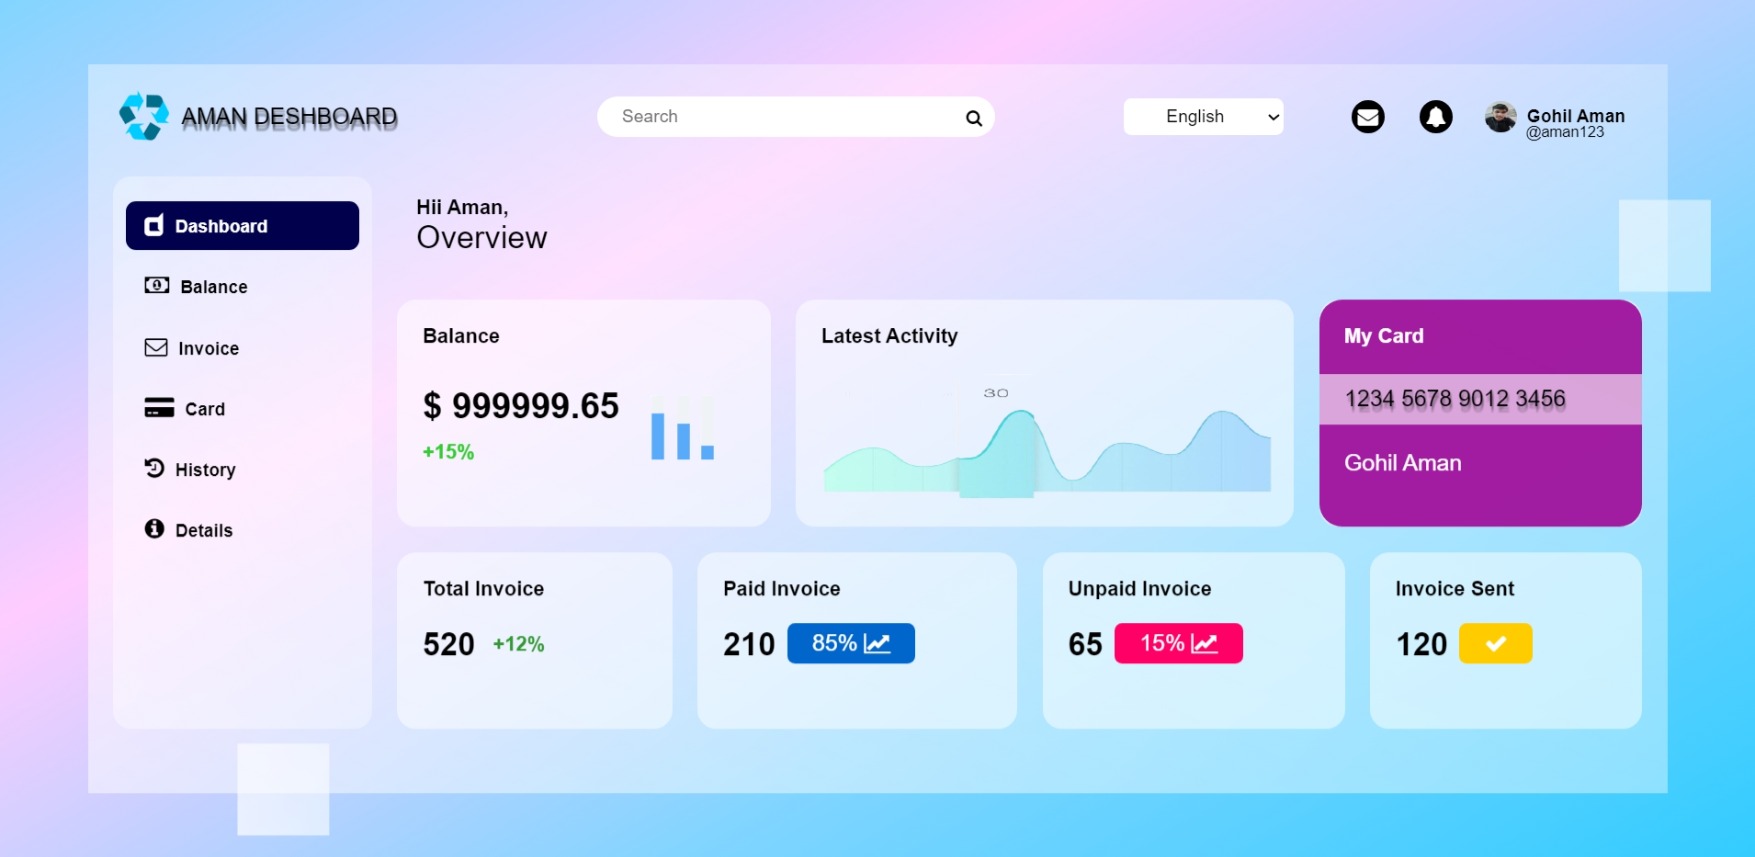 AMAN DESHBOARD
Search
English
Gohil Aman
@aman123
Dashboard
Balance
Invoice
Card
History
Details
Hii Aman,
Overview
Balance
$ 999999.65
+15%
Latest Activity
30
My Card
1234 5678 9012 3456
Gohil Aman
Total Invoice
520 +12%
Paid Invoice
210 85%
Unpaid Invoice
65 15%
Invoice Sent
120